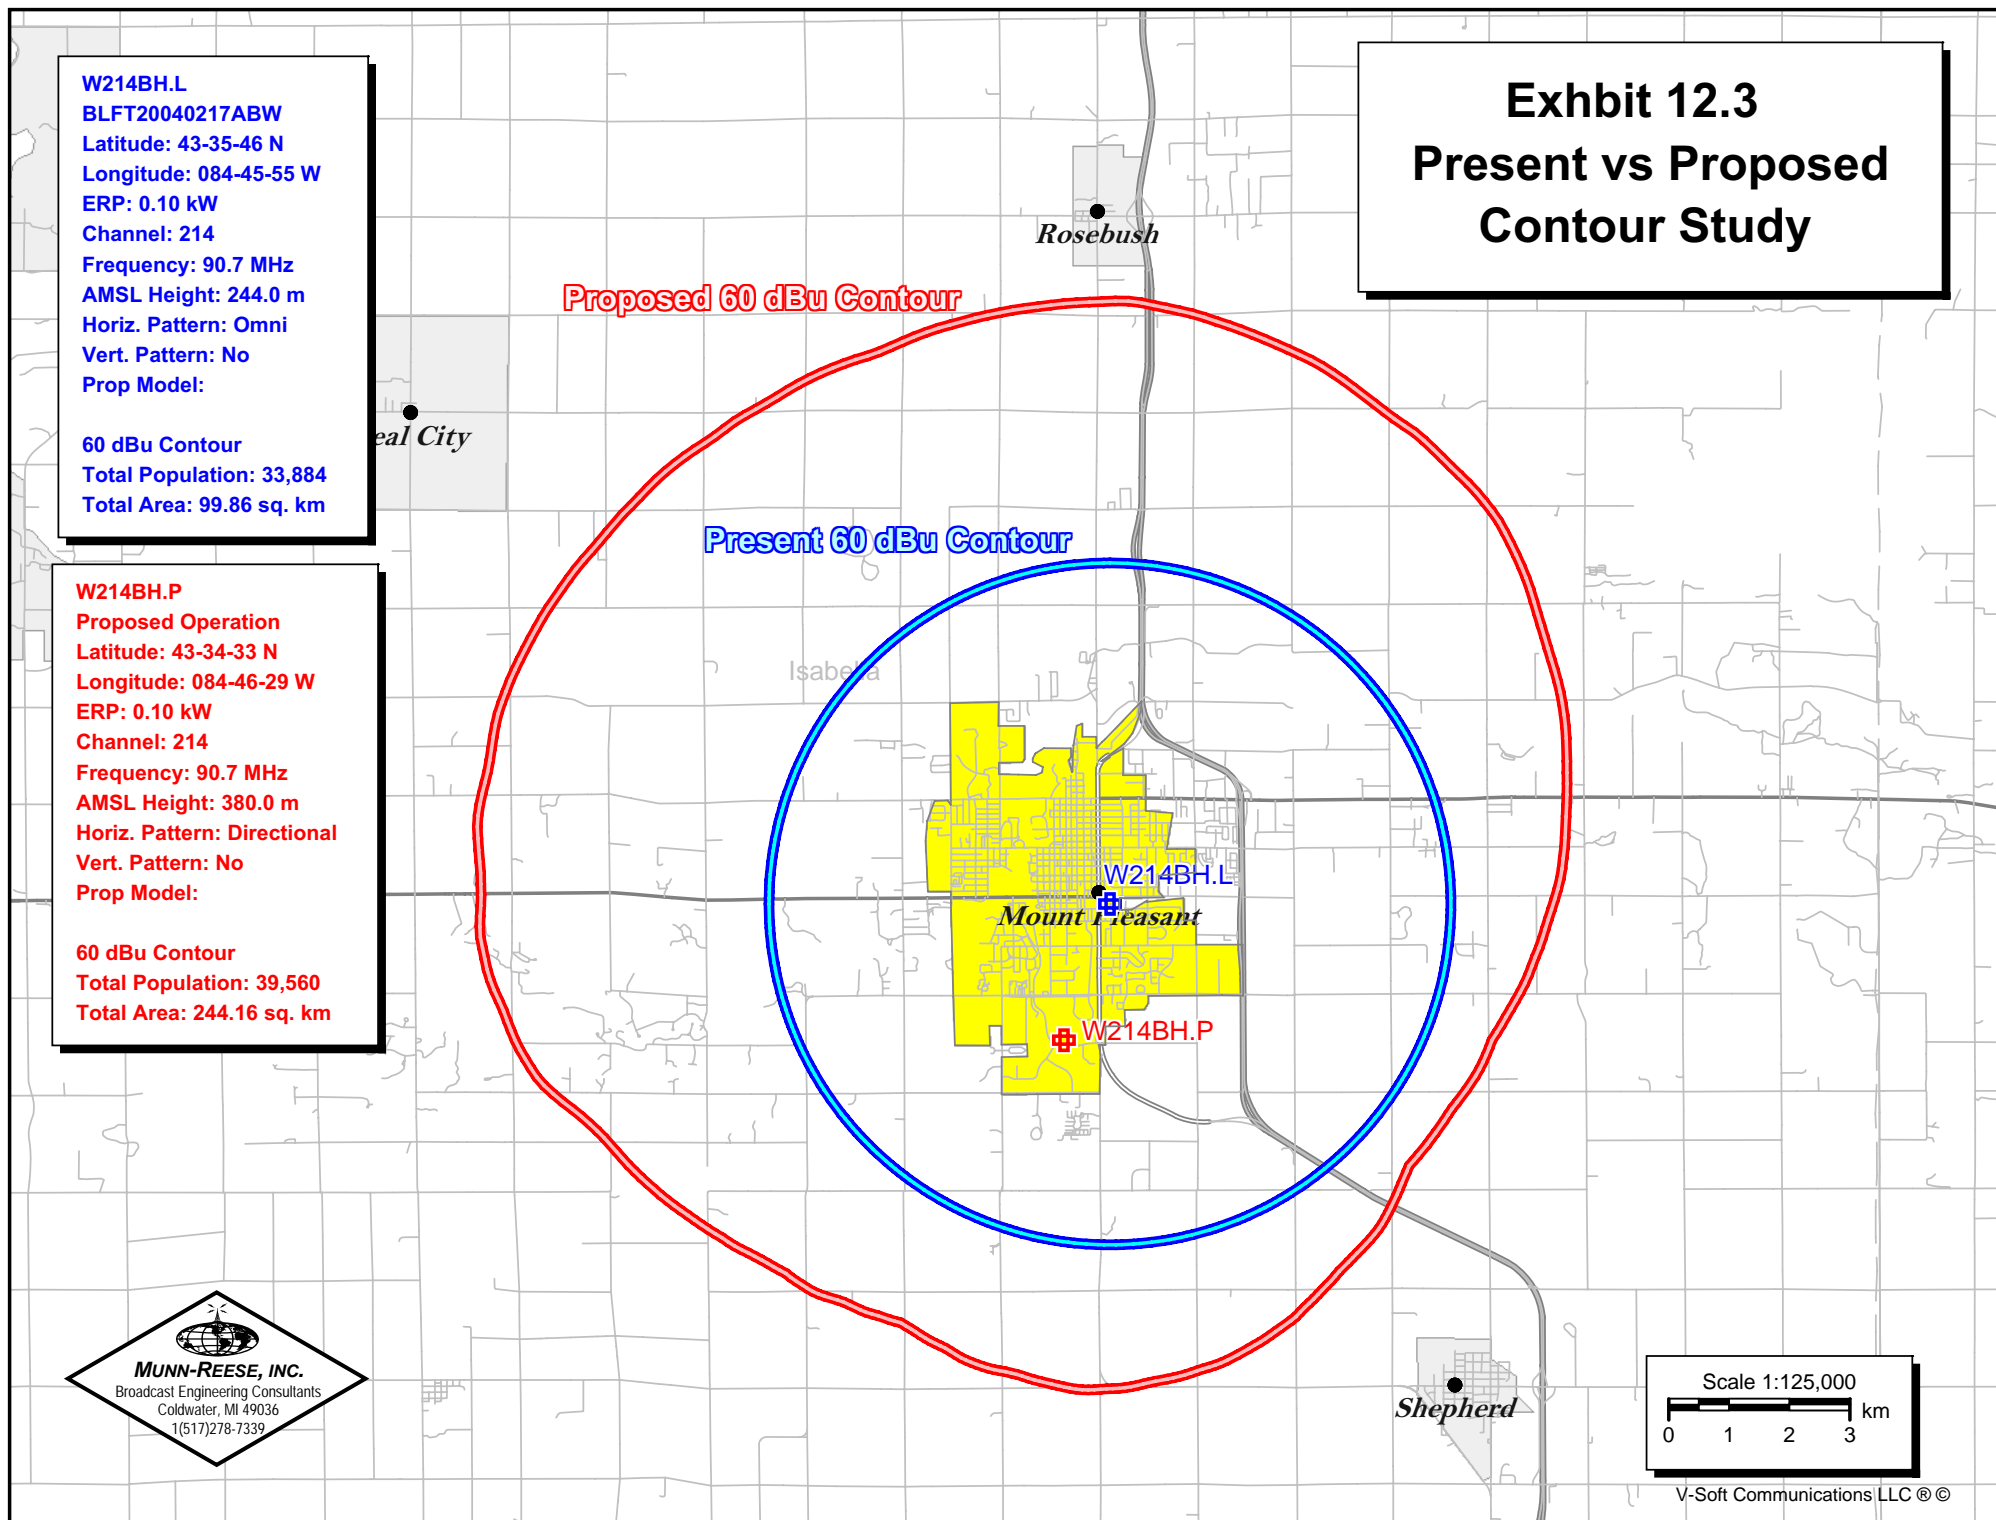 W214BH.L
BLFT20040217ABW
Latitude: 43-35-46 N
Longitude: 084-45-55 W
ERP: 0.10 kW
Channel: 214
Frequency: 90.7 MHz
AMSL Height: 244.0 m
Horiz. Pattern: Omni
Vert. Pattern: No
Prop Model:
60 dBu Contour
Total Population: 33,884
Total Area: 99.86 sq. km
Exhbit 12.3
Present vs Proposed
Contour Study
Rosebush
Proposed 60 dBu Contour
eal City
Present 60 dBu Contour
W214BH.P
Proposed Operation
Latitude: 43-34-33 N
Longitude: 084-46-29 W
ERP: 0.10 kW
Channel: 214
Frequency: 90.7 MHz
AMSL Height: 380.0 m
Horiz. Pattern: Directional
Vert. Pattern: No
Prop Model:
60 dBu Contour
Total Population: 39,560
Total Area: 244.16 sq. km
Isabella
W214BH.L
Mount Pleasant
W214BH.P
MUNN-REESE, INC.
Broadcast Engineering Consultants
Coldwater, MI 49036
1(517)278-7339
Shepherd
Scale 1:125,000
km
0 1 2 3
V-Soft Communications LLC ® ©